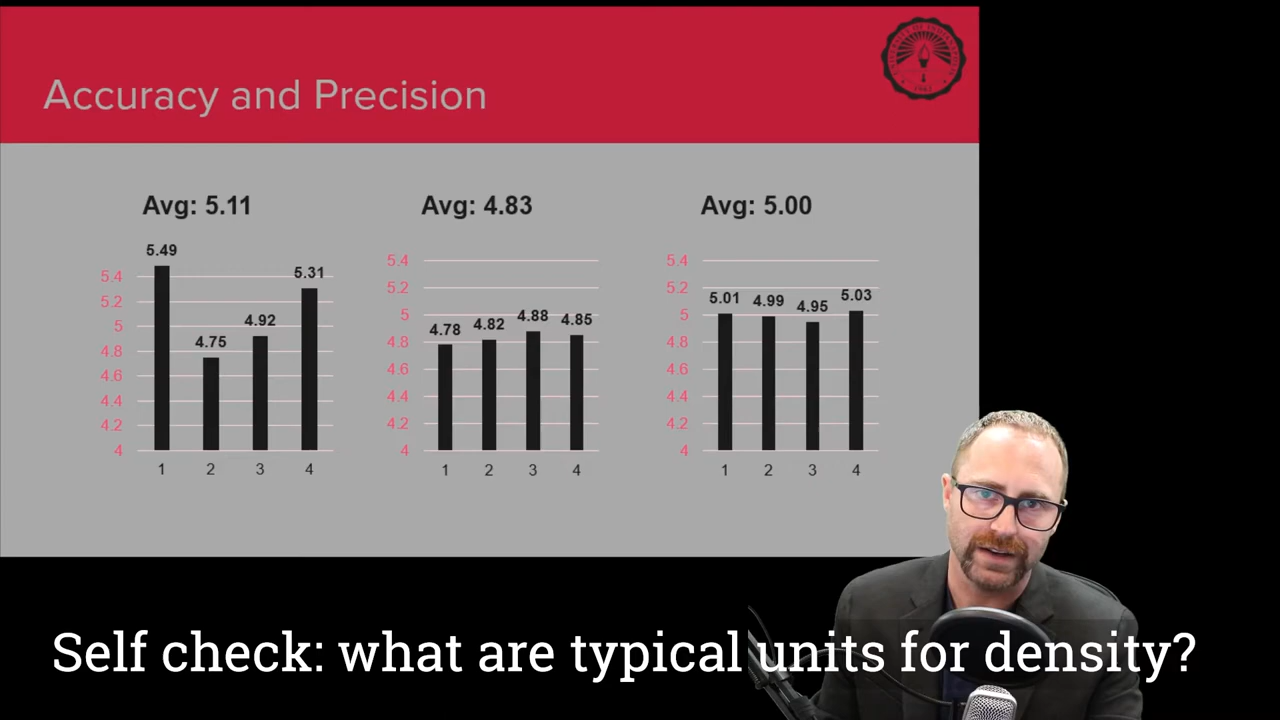 Accuracy and Precision
UNIVERSITY OF INDIANAPOLIS
1902
Avg: 5.11
5.49
5.31
4.92
4.75
5.4
5.2
5
4.8
4.6
4.4
4.2
4
1 2 3 4
Avg: 4.83
4.78 4.82 4.88 4.85
5.4
5.2
5
4.8
4.6
4.4
4.2
4
1 2 3 4
Avg: 5.00
5.01 4.99 4.95 5.03
5.4
5.2
5
4.8
4.6
4.4
4.2
4
1 2 3 4
Self check: what are typical units for density?